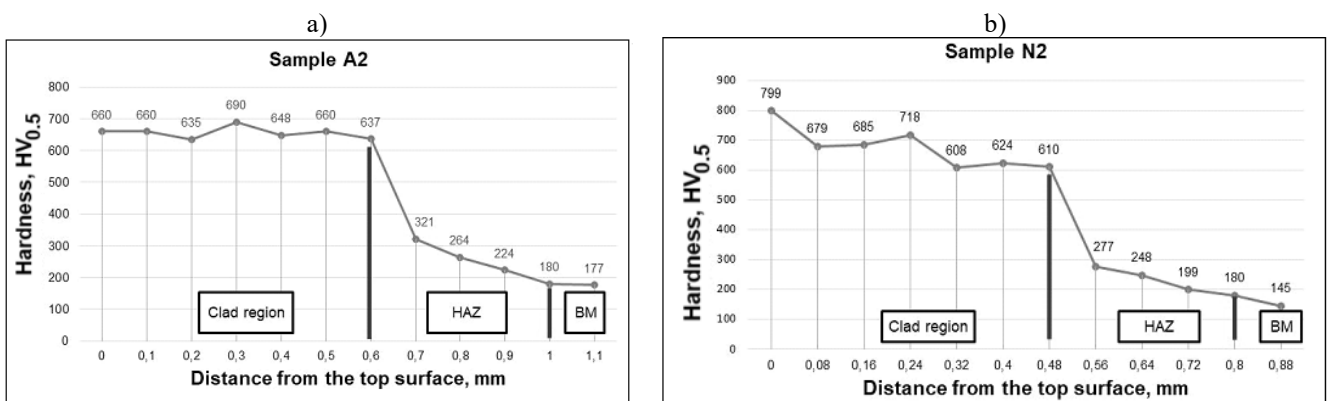 a)
Sample A2
Hardness, HV0.5
800
700
600
500
400
300
200
100
0
660 660 635 690 648 660 637 321 264 224 180 177
Clad region HAZ BM
0 0,1 0,2 0,3 0,4 0,5 0,6 0,7 0,8 0,9 1 1,1
Distance from the top surface, mm
b)
Sample N2
Hardness, HV0.5
900
800
700
600
500
400
300
200
100
0
799 679 685 718 608 624 610 277 248 199 180 145
Clad region HAZ BM
0 0,08 0,16 0,24 0,32 0,4 0,48 0,56 0,64 0,72 0,8 0,88
Distance from the top surface, mm